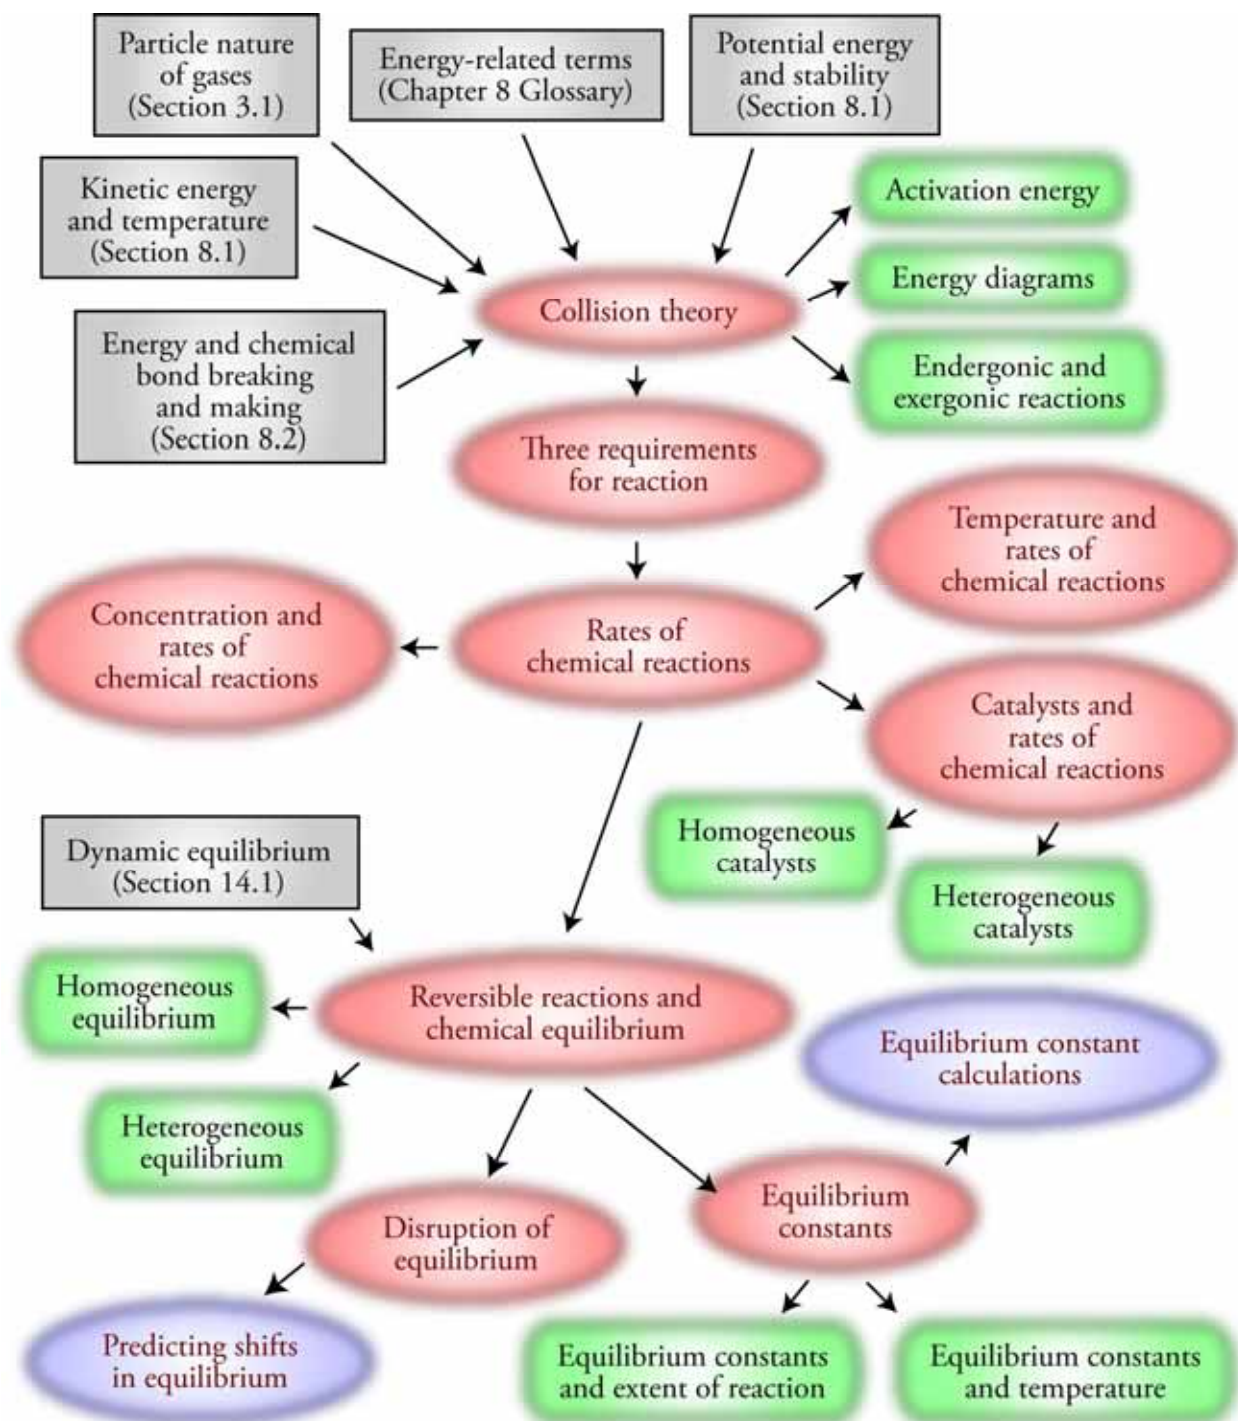 Particle nature
of gases
(Section 3.1)
Energy-related terms
(Chapter 8 Glossary)
Potential energy
and stability
(Section 8.1)
Kinetic energy
and temperature
(Section 8.1)
Activation energy
Energy diagrams
Collision theory
Energy and chemical
bond breaking
and making
(Section 8.2)
Endergonic and
exergonic reactions
Three requirements
for reaction
Temperature and
rates of
chemical reactions
Concentration and
rates of
chemical reactions
Rates of
chemical reactions
Catalysts and
rates of
chemical reactions
Homogeneous
catalysts
Heterogeneous
catalysts
Dynamic equilibrium
(Section 14.1)
Homogeneous
equilibrium
Reversible reactions and
chemical equilibrium
Equilibrium constant
calculations
Heterogeneous
equilibrium
Disruption of
equilibrium
Equilibrium
constants
Predicting shifts
in equilibrium
Equilibrium constants
and extent of reaction
Equilibrium constants
and temperature